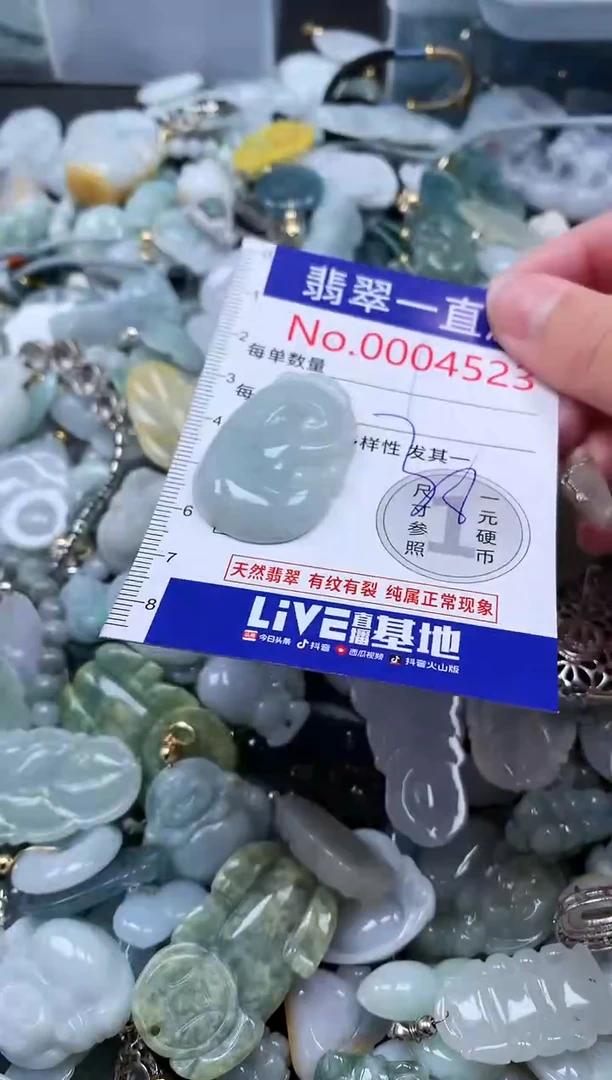 翡翠一直
No.0004523
每单数量
每
样性 发其一
38
尺寸参照
一元硬币
1
天然翡翠 有纹有裂 纯属正常现象
LiVE直播基地
今日头条 抖音 西瓜视频 抖音火山版
1
2
3
4
6
7
8